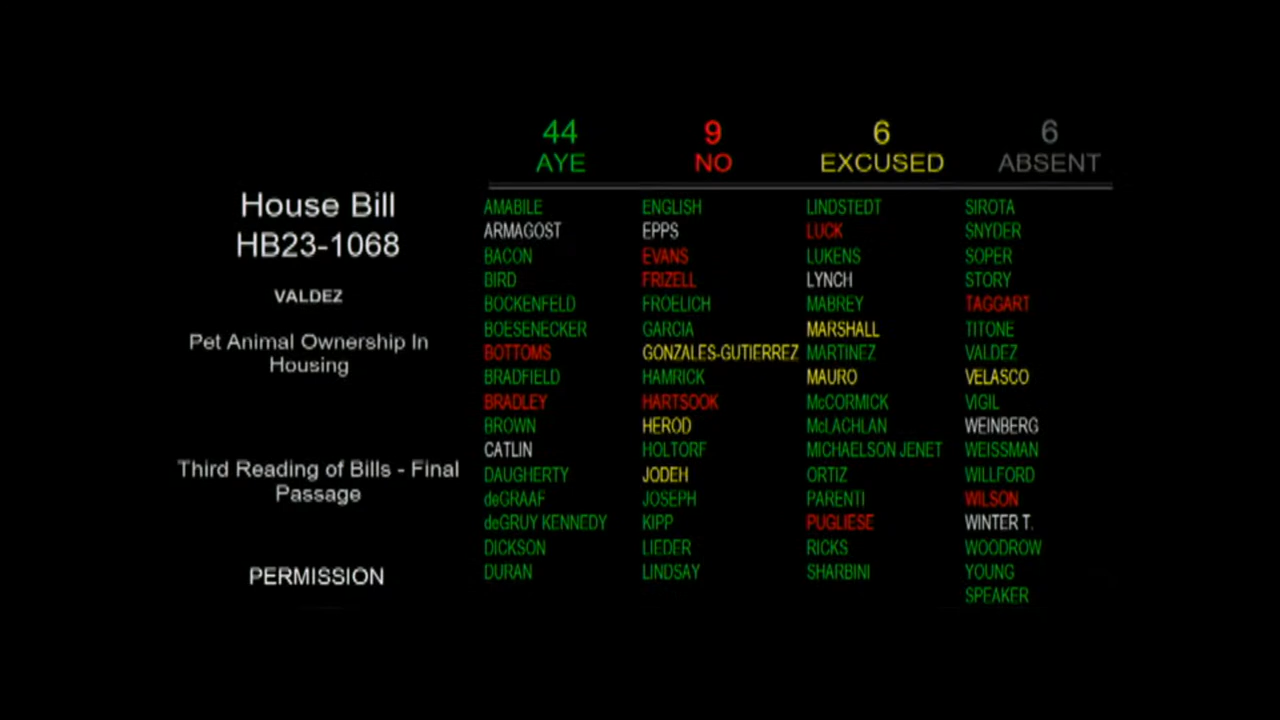 44 9 6 6
AYE NO EXCUSED ABSENT
House Bill
HB23-1068
VALDEZ
Pet Animal Ownership In
Housing
Third Reading of Bills - Final
Passage
PERMISSION
AMABILE ENGLISH LINDSTEDT SIROTA
ARMAGOST EPPS LUCK SNYDER
BACON EVANS LUKENS SOPER
BIRD FRIZELL LYNCH STORY
BOCKENFELD FROELICH MABREY TAGGART
BOESENECKER GARCIA MARSHALL TITONE
BOTTOMS GONZALES-GUTIERREZ MARTINEZ VALDEZ
BRADFIELD HAMRICK MAURO VELASCO
BRADLEY HARTSOOK McCORMICK VIGIL
BROWN HEROD McLACHLAN WEINBERG
CATLIN HOLTORF MICHAELSON JENET WEISSMAN
DAUGHERTY JODEH ORTIZ WILLFORD
deGRAAF JOSEPH PARENTI WILSON
deGRUY KENNEDY KIPP PUGLIESE WINTER T.
DICKSON LIEDER RICKS WOODROW
DURAN LINDSAY SHARBINI YOUNG
SPEAKER